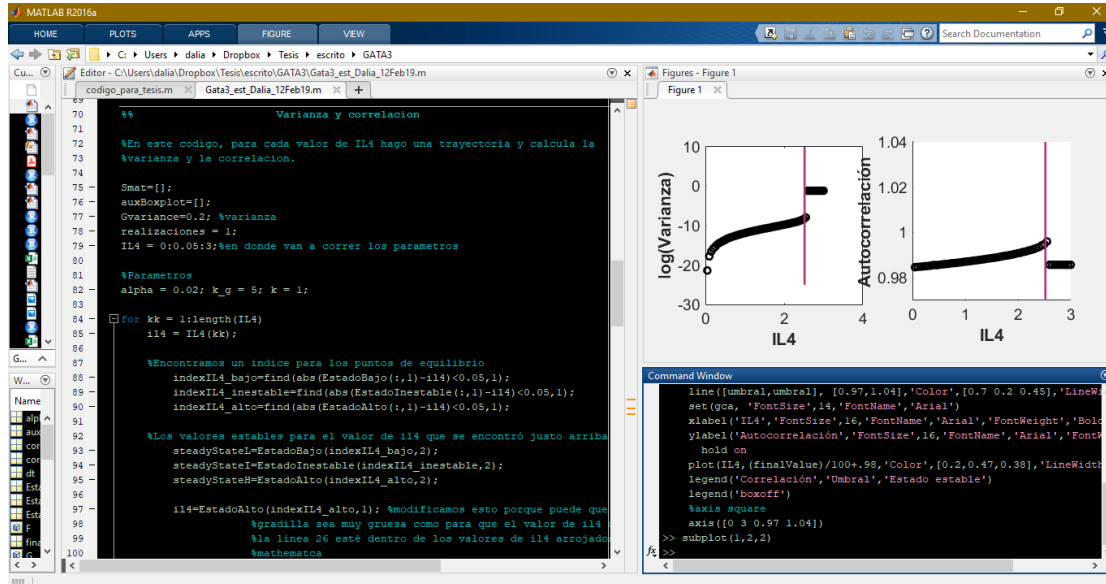 MATLAB R2016a
HOME PLOTS APPS FIGURE VIEW
Search Documentation
C: Users dalia Dropbox Tesis escrito GATA3
Cu...
Editor - C:\Users\dalia\Dropbox\Tesis\escrito\GATA3\Gata3_est_Dalia_12Feb19.m
codigo_para_tesis.m Gata3_est_Dalia_12Feb19.m +
69
70 %% Varianza y correlacion
71
72 %En este codigo, para cada valor de IL4 hago una trayectoria y calcula la
73 %varianza y la correlacion.
74
75 Smat=[];
76 auxBoxplot=[];
77 Gvariance=0.2; %varianza
78 realizaciones = 1;
79 IL4 = 0:0.05:3;%en donde van a correr los parametros
80
81 %Parametros
82 alpha = 0.02; k_g = 5; k = 1;
83
84 for kk = 1:length(IL4)
85 il4 = IL4(kk);
86
87 %Encontramos un indice para los puntos de equilibrio
88 indexIL4_bajo=find(abs(EstadoBajo(:,1)-il4)<0.05,1);
89 indexIL4_inestable=find(abs(EstadoInestable(:,1)-il4)<0.05,1);
90 indexIL4_alto=find(abs(EstadoAlto(:,1)-il4)<0.05,1);
91
92 %Los valores estables para el valor de il4 que se encontró justo arriba
93 steadyStateL=EstadoBajo(indexIL4_bajo,2);
94 steadyStateI=EstadoInestable(indexIL4_inestable,2);
95 steadyStateH=EstadoAlto(indexIL4_alto,2);
96
97 il4=EstadoAlto(indexIL4_alto,1); %modificamos esto porque puede que
98 %gradilla sea muy gruesa como para que el valor de il4
99 %la linea 26 esté dentro de los valores de il4 arrojado
100 %mathematca
G...
W...
Name
alp
aux
cor
cor
dt
Esta
Esta
Esta
F
fina
G
Figures - Figure 1
Figure 1
10
0
-10
-20
-30
log(Varianza)
0 2 4
IL4
1.04
1.02
1
0.98
Autocorrelación
0 1 2 3
IL4
Command Window
line([umbral,umbral], [0.97,1.04],'Color',[0.7 0.2 0.45],'LineWi
set(gca, 'FontSize',14,'FontName','Arial')
xlabel('IL4','FontSize',16,'FontName','Arial','FontWeight','Bold
ylabel('Autocorrelación','FontSize',16,'FontName','Arial','FontW
hold on
plot(IL4,(finalValue)/100+.98,'Color',[0.2,0.47,0.38],'LineWidth
legend('Correlación','Umbral','Estado estable')
legend('boxoff')
%axis square
axis([0 3 0.97 1.04])
>> subplot(1,2,2)
fx >>